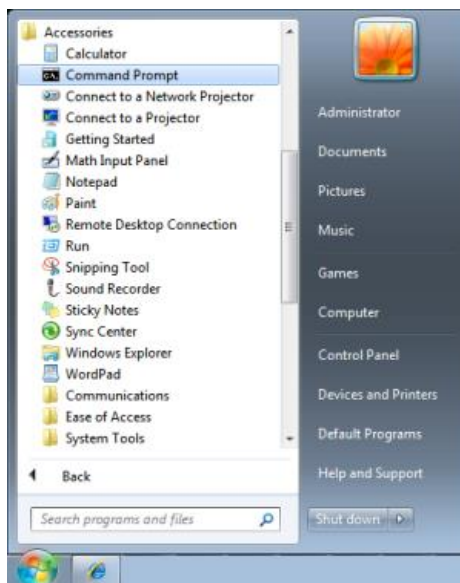 Accessories
Calculator
Command Prompt
Connect to a Network Projector
Connect to a Projector
Getting Started
Math Input Panel
Notepad
Paint
Remote Desktop Connection
Run
Snipping Tool
Sound Recorder
Sticky Notes
Sync Center
Windows Explorer
WordPad
Communications
Ease of Access
System Tools
Back
Search programs and files
Administrator
Documents
Pictures
Music
Games
Computer
Control Panel
Devices and Printers
Default Programs
Help and Support
Shut down